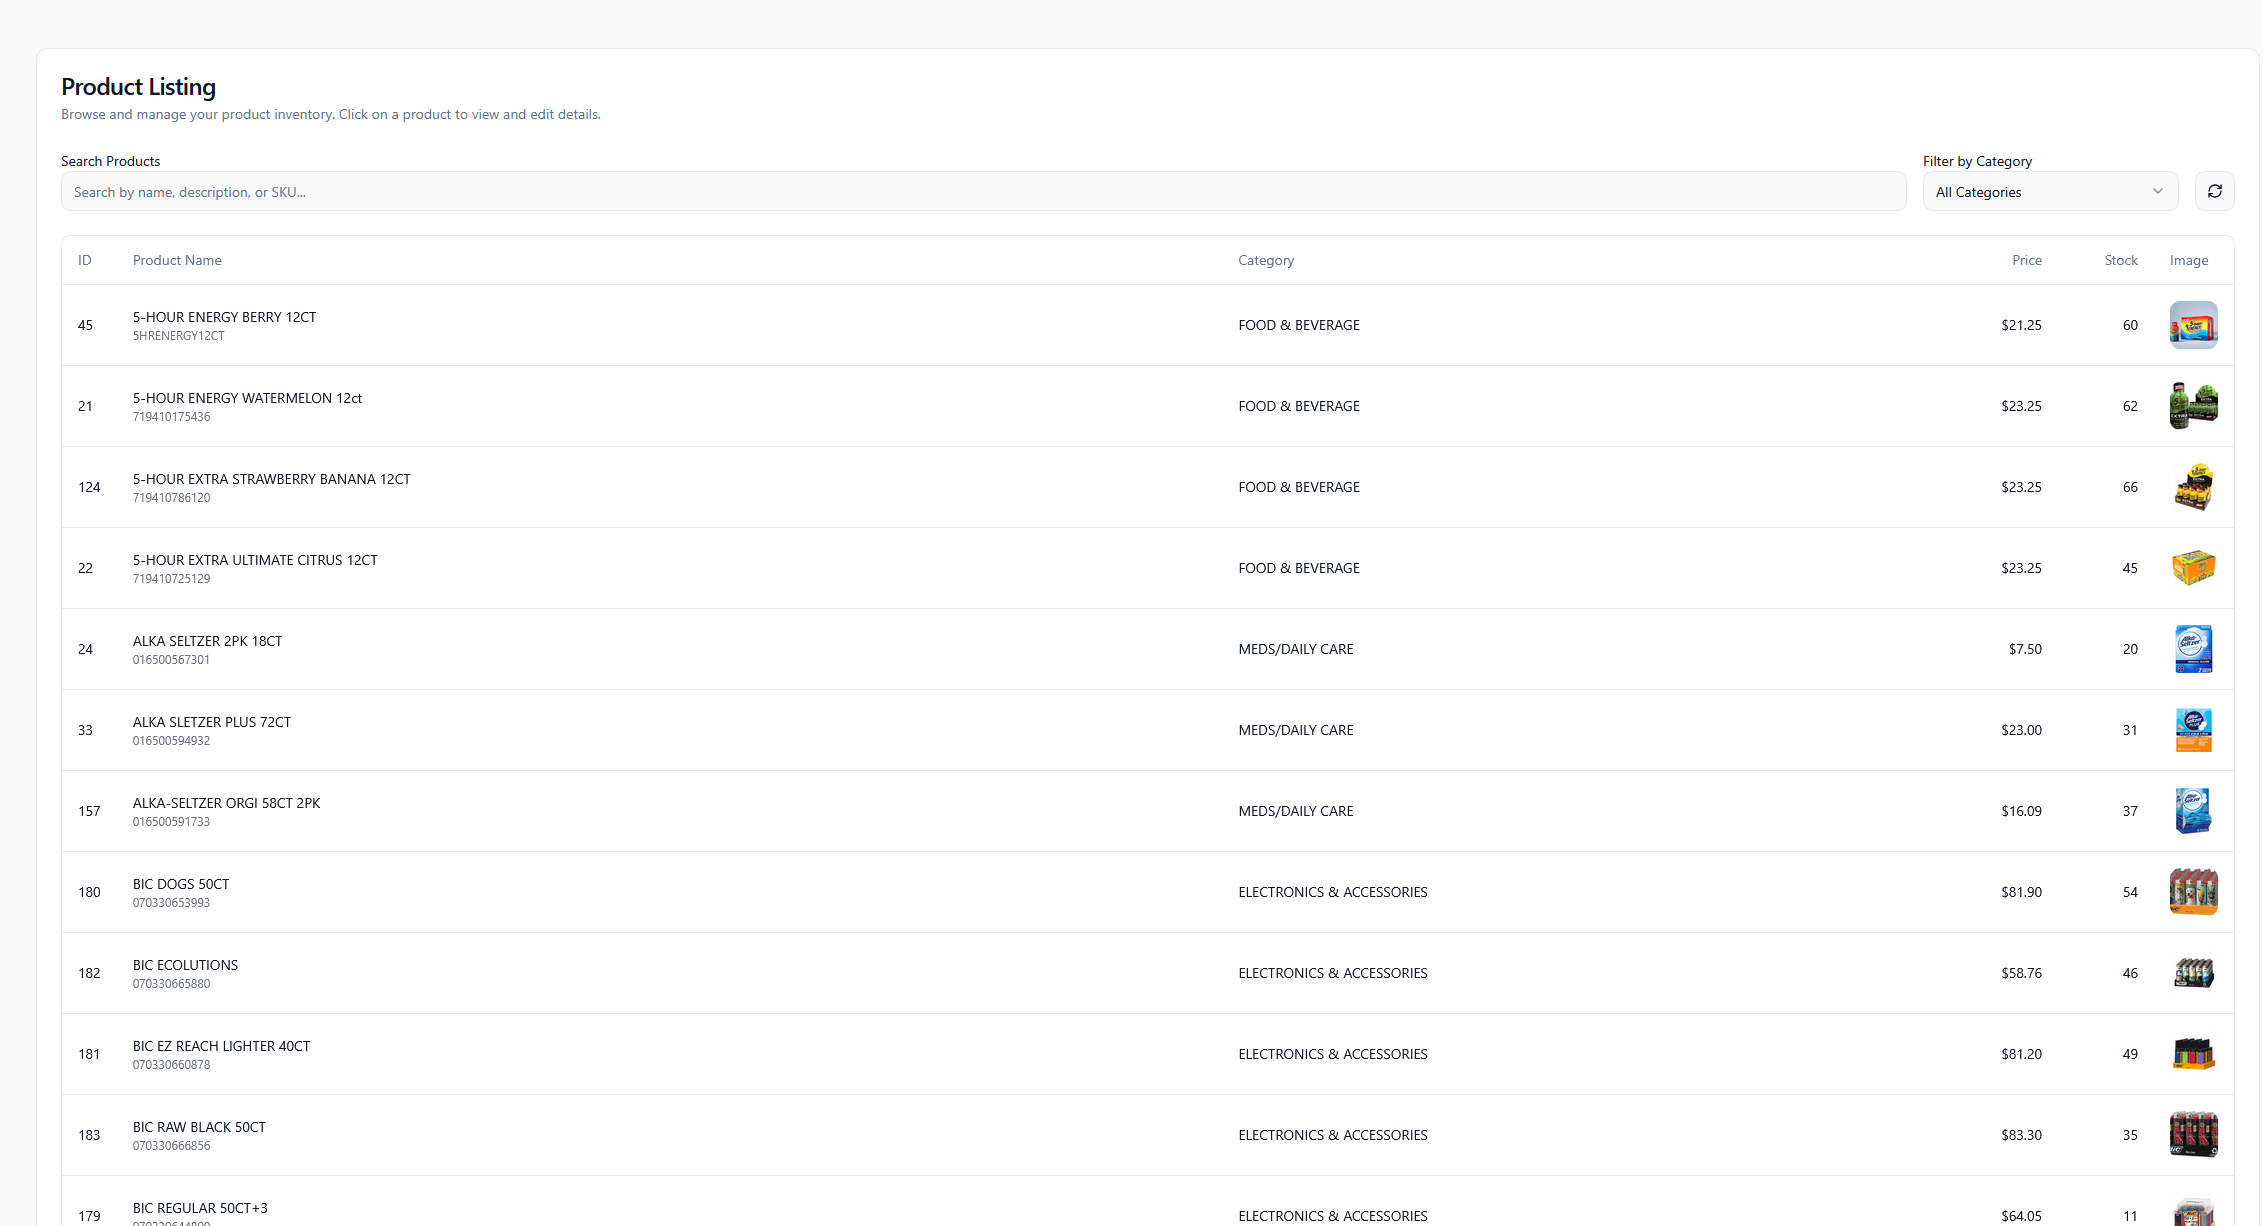 Product Listing
Browse and manage your product inventory. Click on a product to view and edit details.
Search Products
Filter by Category
Search by name, description, or SKU...
All Categories
ID Product Name Category Price Stock Image
45 5-HOUR ENERGY BERRY 12CT FOOD & BEVERAGE $21.25 60
5HRENERGY12CT
21 5-HOUR ENERGY WATERMELON 12ct FOOD & BEVERAGE $23.25 62
719410175436
124 5-HOUR EXTRA STRAWBERRY BANANA 12CT FOOD & BEVERAGE $23.25 66
719410786120
22 5-HOUR EXTRA ULTIMATE CITRUS 12CT FOOD & BEVERAGE $23.25 45
719410725129
24 ALKA SELTZER 2PK 18CT MEDS/DAILY CARE $7.50 20
016500567301
33 ALKA SLETZER PLUS 72CT MEDS/DAILY CARE $23.00 31
016500594932
157 ALKA-SELTZER ORGI 58CT 2PK MEDS/DAILY CARE $16.09 37
016500591733
180 BIC DOGS 50CT ELECTRONICS & ACCESSORIES $81.90 54
070330653993
182 BIC ECOLUTIONS ELECTRONICS & ACCESSORIES $58.76 46
070330665880
181 BIC EZ REACH LIGHTER 40CT ELECTRONICS & ACCESSORIES $81.20 49
070330660878
183 BIC RAW BLACK 50CT ELECTRONICS & ACCESSORIES $83.30 35
070330666856
179 BIC REGULAR 50CT+3 ELECTRONICS & ACCESSORIES $64.05 11